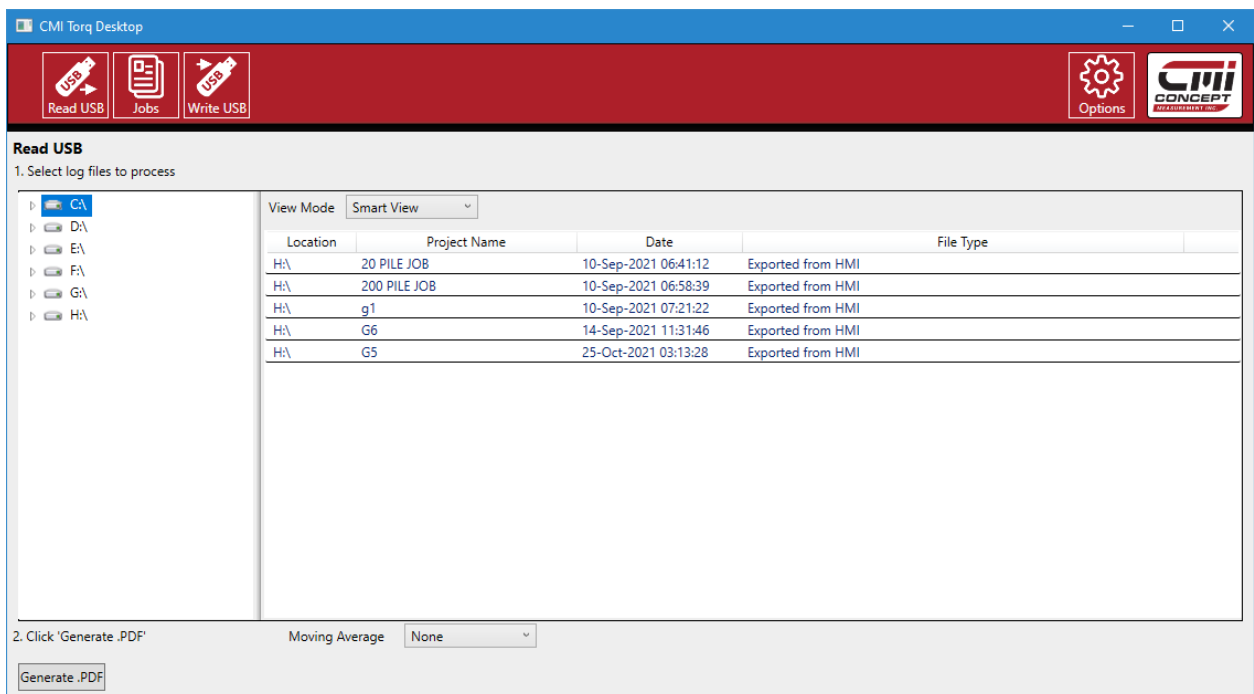 CMI Torq Desktop
USB USB
Read USB Jobs Write USB Options
CMI
CONCEPT
MEASUREMENT INC.
Read USB
1. Select log files to process
C:\
D:\
E:\
F:\
G:\
H:\
View Mode Smart View
Location Project Name Date File Type
H:\ 20 PILE JOB 10-Sep-2021 06:41:12 Exported from HMI
H:\ 200 PILE JOB 10-Sep-2021 06:58:39 Exported from HMI
H:\ g1 10-Sep-2021 07:21:22 Exported from HMI
H:\ G6 14-Sep-2021 11:31:46 Exported from HMI
H:\ G5 25-Oct-2021 03:13:28 Exported from HMI
2. Click 'Generate .PDF' Moving Average None
Generate .PDF